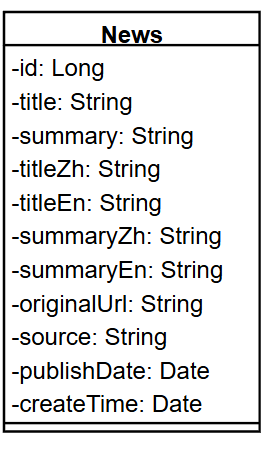 News
-id: Long
-title: String
-summary: String
-titleZh: String
-titleEn: String
-summaryZh: String
-summaryEn: String
-originalUrl: String
-source: String
-publishDate: Date
-createTime: Date